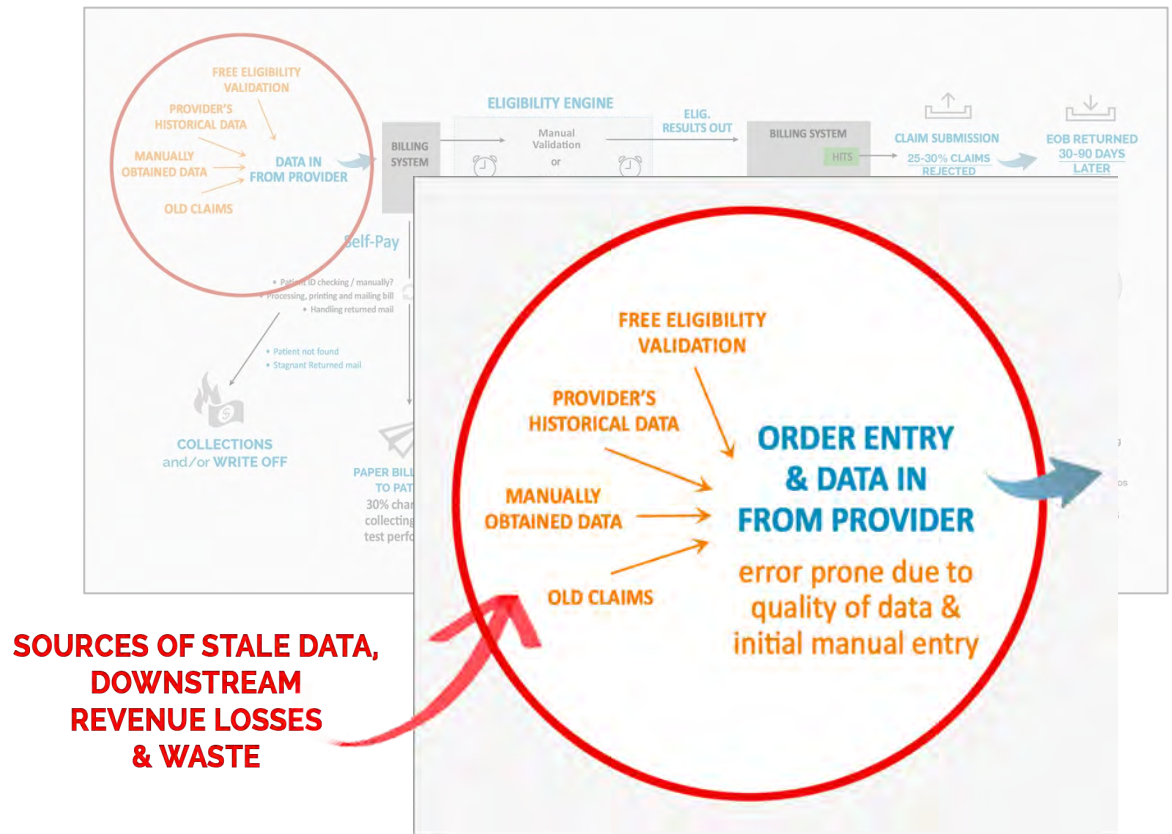 FREE ELIGIBILITY
VALIDATION
PROVIDER'S
HISTORICAL DATA
MANUALLY
OBTAINED DATA
OLD CLAIMS
DATA IN
FROM PROVIDER
BILLING
SYSTEM
ELIGIBILITY ENGINE
Manual
Validation
or
ELIG.
RESULTS OUT
BILLING SYSTEM
HITS
CLAIM SUBMISSION
25-30% CLAIMS
REJECTED
EOB RETURNED
30-90 DAYS
LATER
Self-Pay
• Patient ID checking / manually?
• Processing, printing and mailing bill
• Handling returned mail
• Patient not found
• Stagnant Returned mail
COLLECTIONS
and/or WRITE OFF
PAPER BILL
TO
30%
collecting
test
FREE ELIGIBILITY
VALIDATION
PROVIDER'S
HISTORICAL DATA
MANUALLY
OBTAINED DATA
OLD CLAIMS
ORDER ENTRY
& DATA IN
FROM PROVIDER
error prone due to
quality of data &
initial manual entry
SOURCES OF STALE DATA,
DOWNSTREAM
REVENUE LOSSES
& WASTE